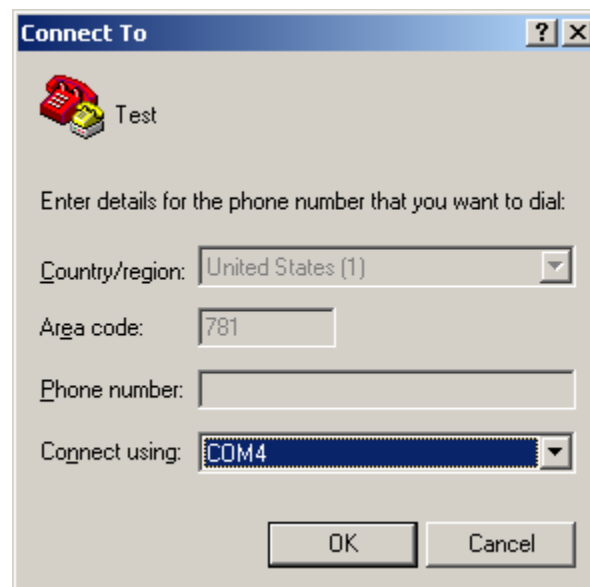 Connect To
Test
Enter details for the phone number that you want to dial:
Country/region: United States (1)
Area code: 781
Phone number:
Connect using: COM4
OK Cancel